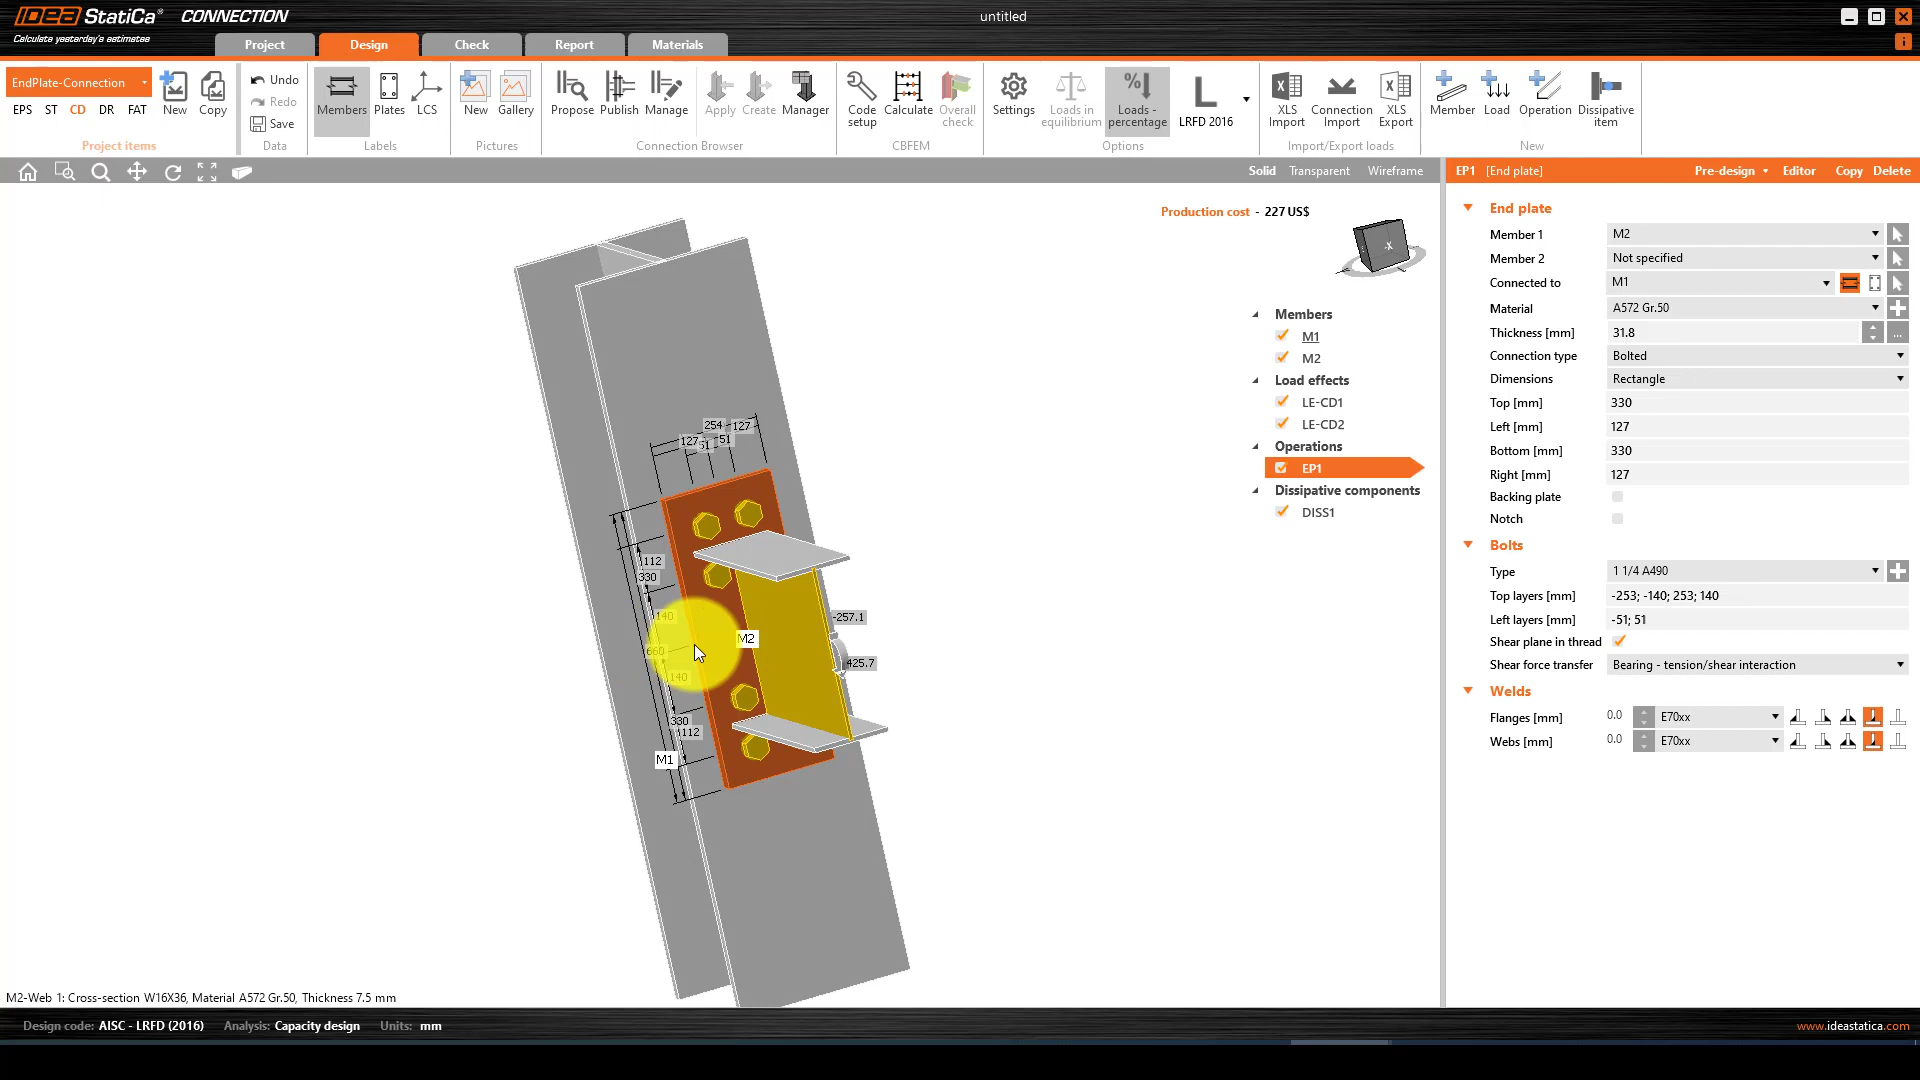 IDEA StatiCa® CONNECTION
Calculate yesterday's estimates
untitled
Project Design Check Report Materials
EndPlate-Connection
EPS ST CD DR FAT New Copy
Project items
Undo
Redo
Save
Data
Members Plates LCS
Labels
New Gallery
Pictures
Propose Publish Manage Apply Create Manager
Connection Browser
Code setup Calculate Overall check
CBFEM
Settings Loads in equilibrium Loads - percentage LRFD 2016
Options
XLS Import Connection Import XLS Export
Import/Export loads
Member Load Operation Dissipative item
New
Solid Transparent Wireframe
EP1 [End plate] Pre-design Editor Copy Delete
Production cost - 227 US$
-X
Members
M1
M2
Load effects
LE-CD1
LE-CD2
Operations
EP1
Dissipative components
DISS1
254 127
127 51 51
112
330
140
660
140
330
112
M1
M2
-257.1
425.7
End plate
Member 1 M2
Member 2 Not specified
Connected to M1
Material A572 Gr.50
Thickness [mm] 31.8 ...
Connection type Bolted
Dimensions Rectangle
Top [mm] 330
Left [mm] 127
Bottom [mm] 330
Right [mm] 127
Backing plate
Notch
Bolts
Type 1 1/4 A490
Top layers [mm] -253; -140; 253; 140
Left layers [mm] -51; 51
Shear plane in thread
Shear force transfer Bearing - tension/shear interaction
Welds
Flanges [mm] 0.0 E70xx
Webs [mm] 0.0 E70xx
M2-Web 1: Cross-section W16X36, Material A572 Gr.50, Thickness 7.5 mm
Design code: AISC - LRFD (2016) Analysis: Capacity design Units: mm
www.ideastatica.com